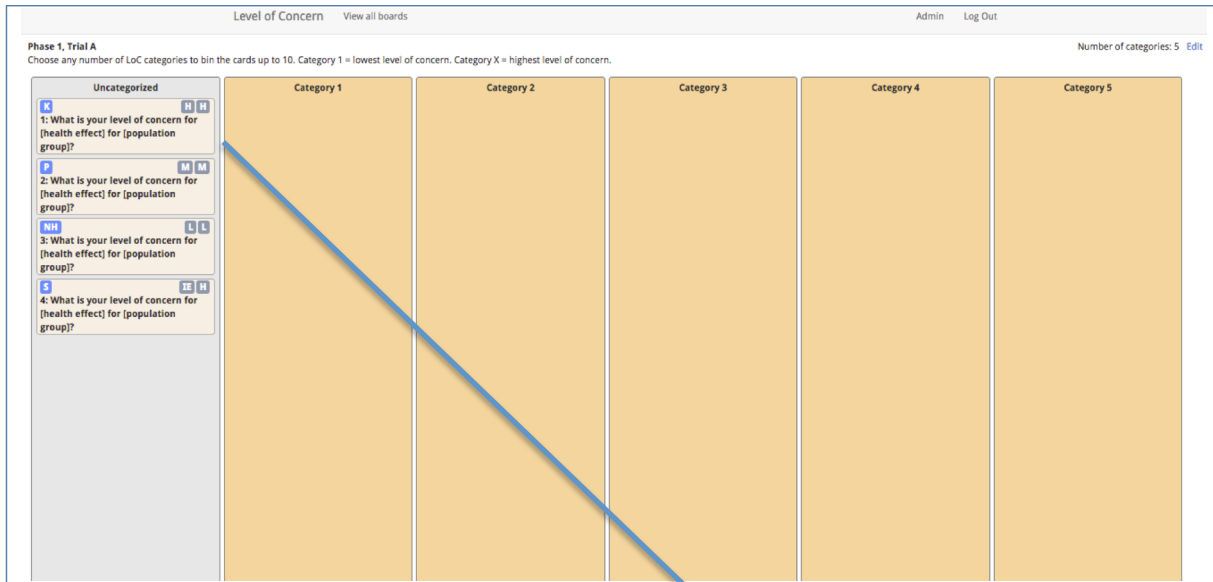 Level of Concern View all boards Admin Log Out
Phase 1, Trial A
Number of categories: 5 Edit
Choose any number of LoC categories to bin the cards up to 10. Category 1 = lowest level of concern. Category X = highest level of concern.
Uncategorized
K H H
1: What is your level of concern for
[health effect] for [population
group]?
P M M
2: What is your level of concern for
[health effect] for [population
group]?
NH L L
3: What is your level of concern for
[health effect] for [population
group]?
S IE H
4: What is your level of concern for
[health effect] for [population
group]?
Category 1
Category 2
Category 3
Category 4
Category 5